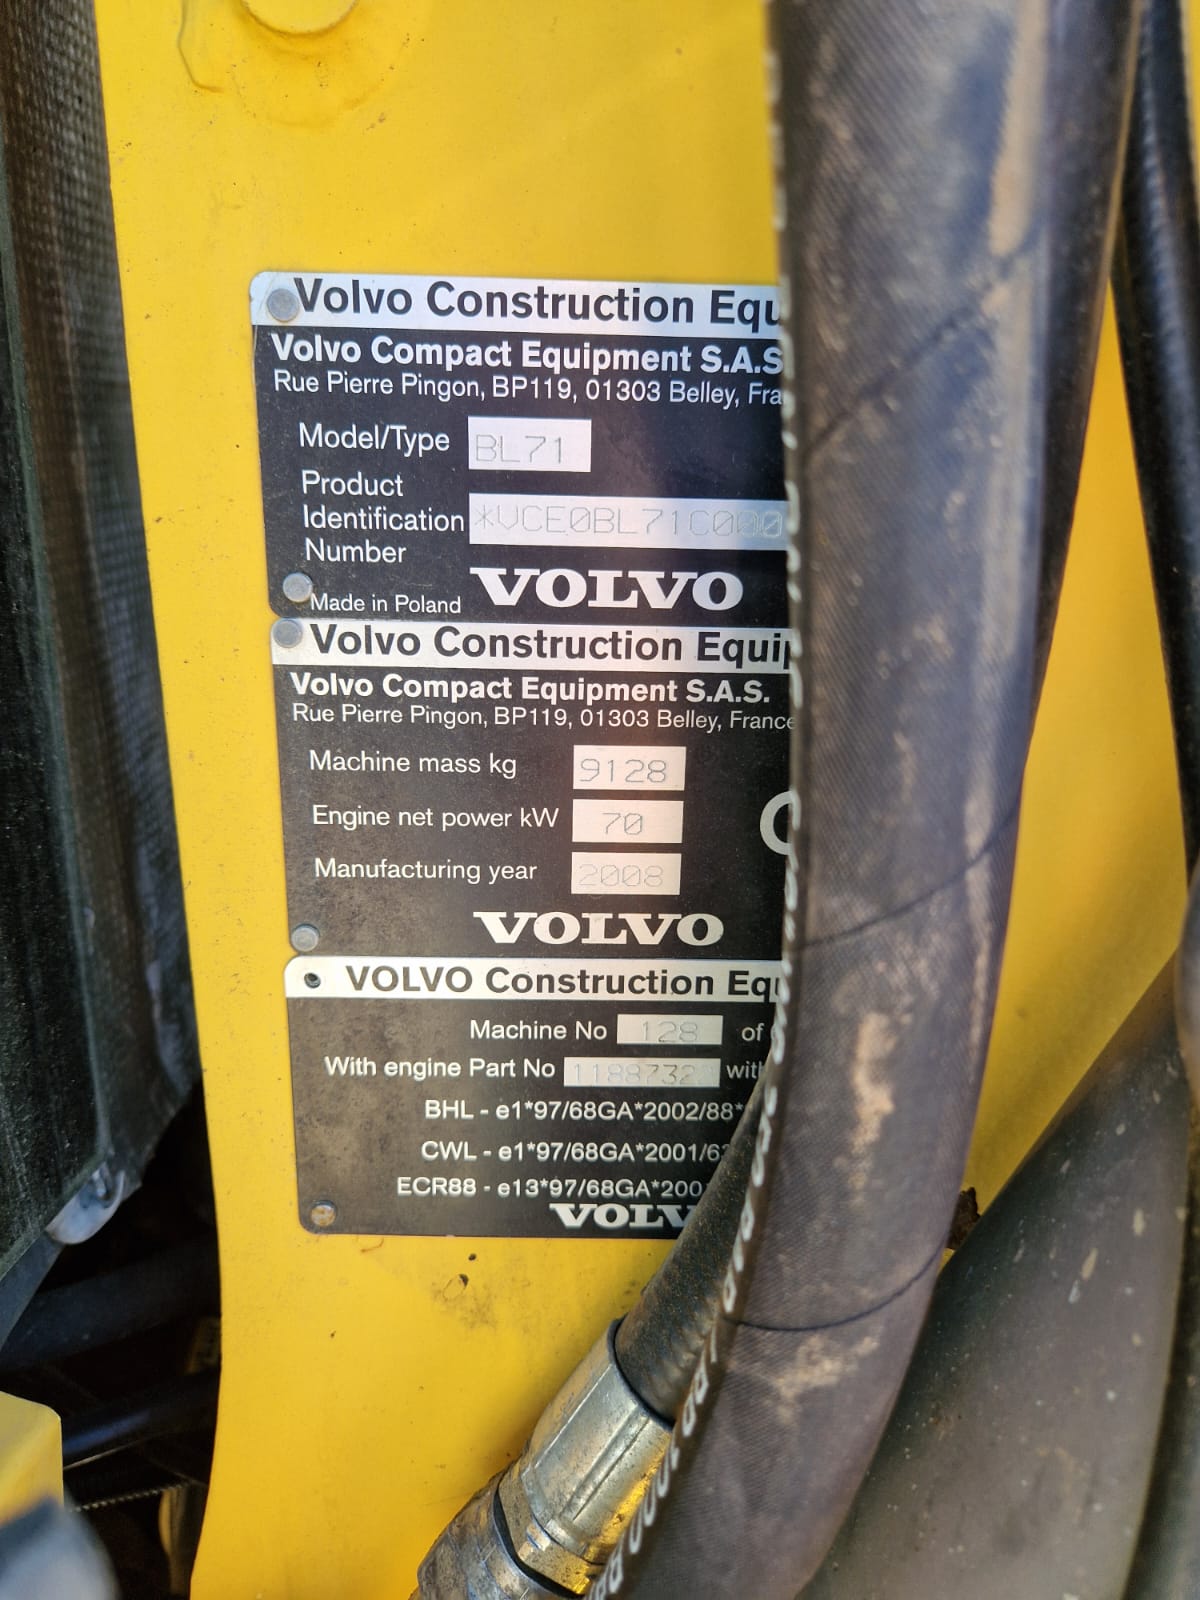 Volvo Construction Equ
Volvo Compact Equipment S.A.S
Rue Pierre Pingon, BP119, 01303 Belley, Fra
Model/Type BL71
Product
Identification *VCE0BL71C000
Number
Made in Poland VOLVO
Volvo Construction Equip
Volvo Compact Equipment S.A.S.
Rue Pierre Pingon, BP119, 01303 Belley, France
Machine mass kg 9128
Engine net power kW 70
Manufacturing year 2008
VOLVO
VOLVO Construction Equ
Machine No 128 of
With engine Part No 1188732 with
BHL - e1*97/68GA*2002/88*
CWL - e1*97/68GA*2001/63
ECR88 - e13*97/68GA*200
VOLV